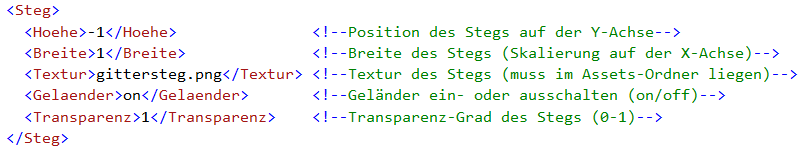 <Steg>
<Hoehe>-1</Hoehe> <!--Position des Stegs auf der Y-Achse-->
<Breite>1</Breite> <!--Breite des Stegs (Skalierung auf der X-Achse)-->
<Textur>gittersteg.png</Textur> <!--Textur des Stegs (muss im Assets-Ordner liegen)-->
<Gelaender>on</Gelaender> <!--Geländer ein- oder ausschalten (on/off)-->
<Transparenz>1</Transparenz> <!--Transparenz-Grad des Stegs (0-1)-->
</Steg>